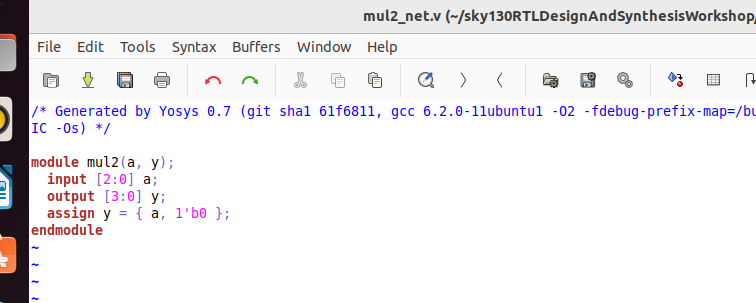 mul2_net.v (~/sky130RTLDesignAndSynthesisWorkshop/
File Edit Tools Syntax Buffers Window Help
/* Generated by Yosys 0.7 (git sha1 61f6811, gcc 6.2.0-11ubuntu1 -O2 -fdebug-prefix-map=/bu
IC -Os) */
module mul2(a, y);
  input [2:0] a;
  output [3:0] y;
  assign y = { a, 1'b0 };
endmodule
~
~
~
~